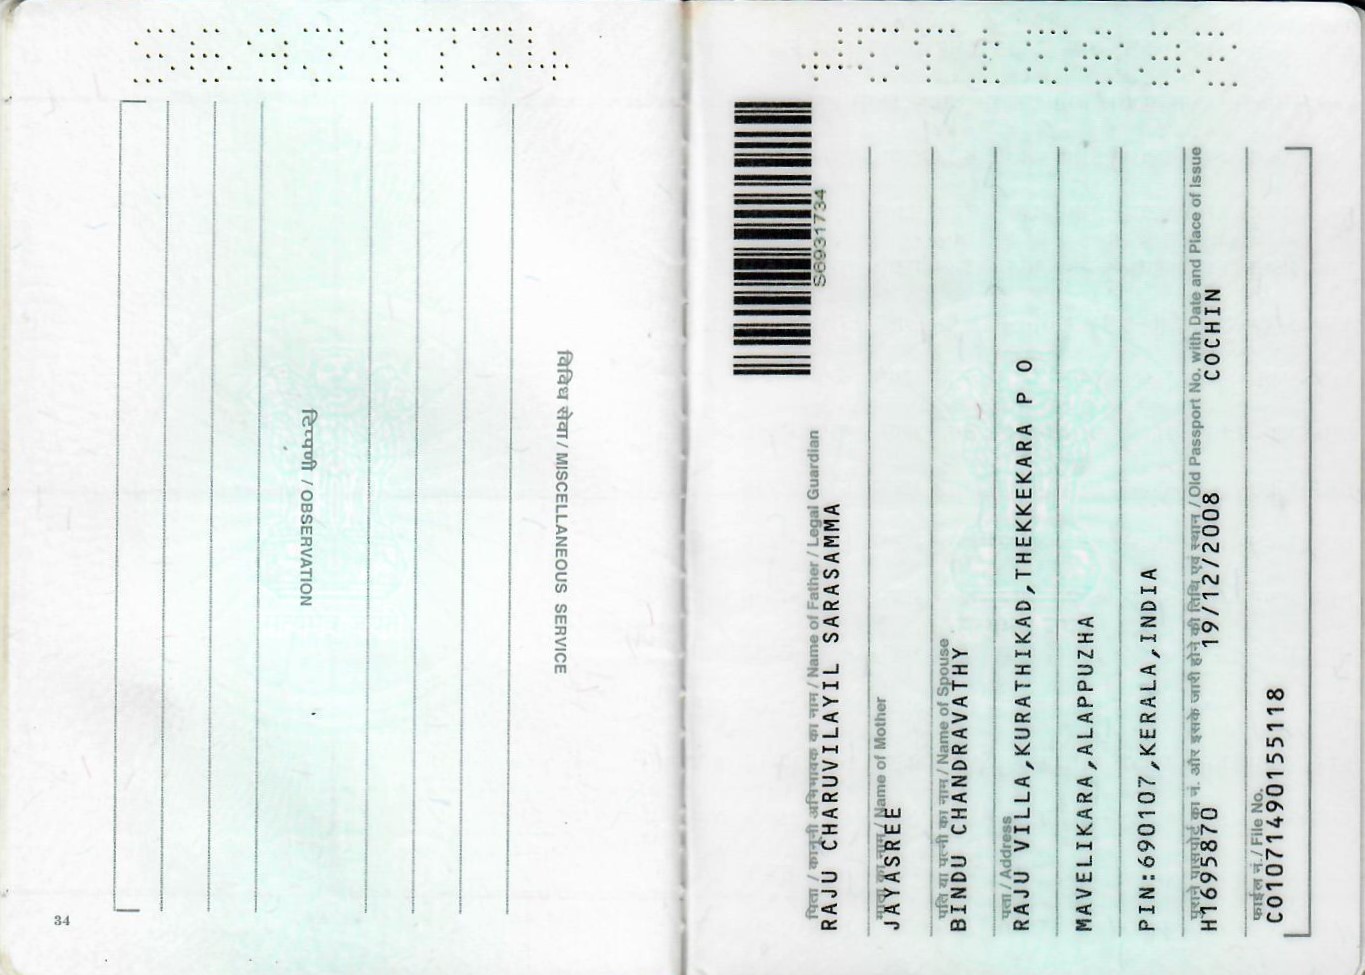 पिता / कानूनी अभिभावक का नाम / Name of Father / Legal Guardian
RAJU CHARUVILAYIL SARASAMMA
माता का नाम / Name of Mother
JAYASREE
पति या पत्नी का नाम / Name of Spouse
BINDU CHANDRAVATHY
पता / Address
RAJU VILLA,KURATHIKAD,THEKKEKARA P O
MAVELIKARA,ALAPPUZHA
PIN:690107,KERALA,INDIA
पुराने पासपोर्ट का नं. और इसके जारी होने की तिथि एवं स्थान / Old Passport No. with Date and Place of Issue
H1695870 19/12/2008 COCHIN
फाईल नं. / File No.
CO1071490155118
S6931734
34
टिप्पणी / OBSERVATION
विविध सेवा / MISCELLANEOUS SERVICE
S6931734
S6931734